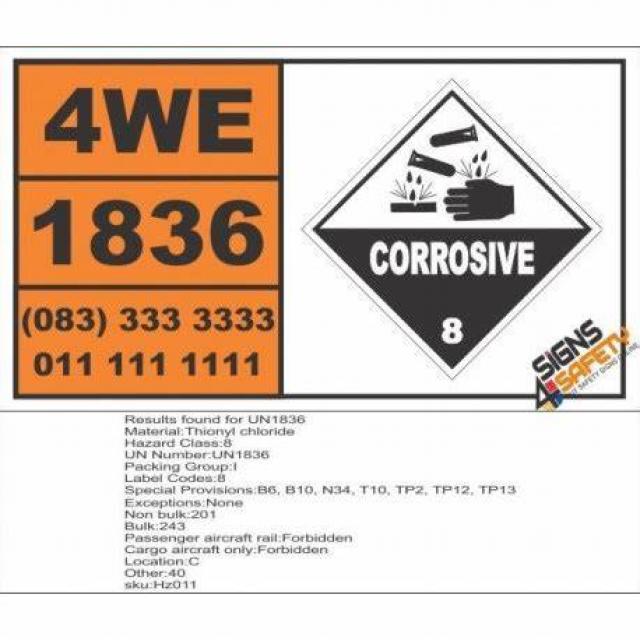 4WE
1836
(083) 333 3333
011 111 1111
CORROSIVE
8
SIGNS
4SAFETY
Results found for UN1836
Material:Thionyl chloride
Hazard Class:8
UN Number:UN1836
Packing Group:I
Label Codes:8
Special Provisions:B6, B10, N34, T10, TP2, TP12, TP13
Exceptions:None
Non bulk:201
Bulk:243
Passenger aircraft rail:Forbidden
Cargo aircraft only:Forbidden
Location:C
Other:40
sku:Hz011